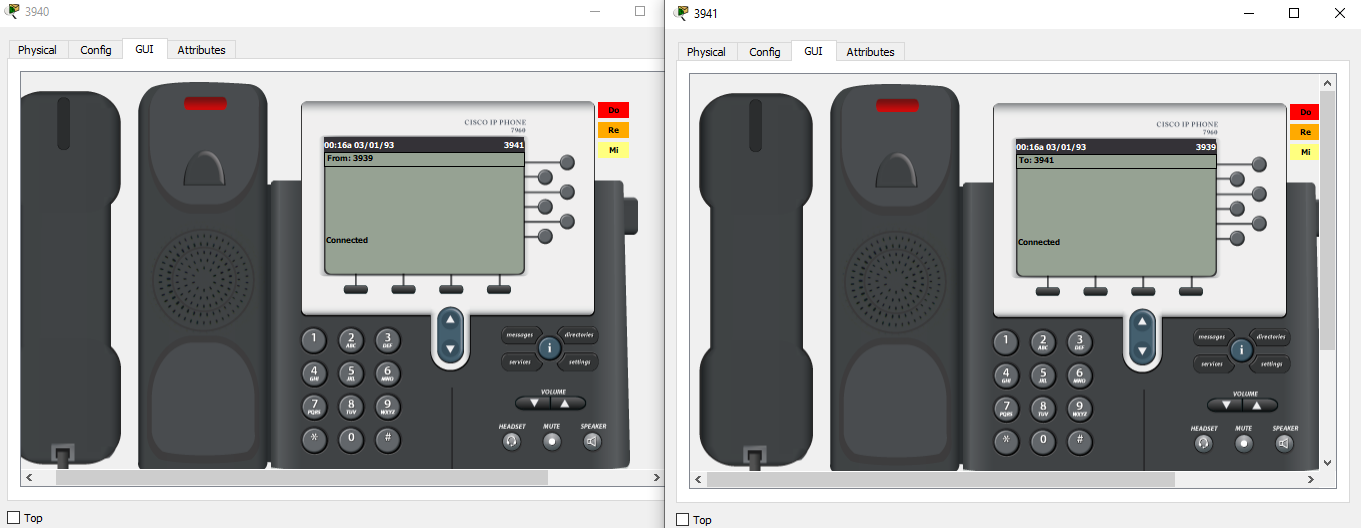 3940
Physical Config GUI Attributes
CISCO IP PHONE
7960
Do
Re
Mi
00:16a 03/01/93 3941
From: 3939
Connected
messages directories
i
services settings
1 2 ABC 3 DEF
4 GHI 5 JKL 6 MNO
7 PQRS 8 TUV 9 WXYZ
* 0 #
VOLUME
HEADSET MUTE SPEAKER
Top
3941
Physical Config GUI Attributes
CISCO IP PHONE
7960
Do
Re
Mi
00:16a 03/01/93 3939
To: 3941
Connected
messages directories
i
services settings
1 2 ABC 3 DEF
4 GHI 5 JKL 6 MNO
7 PQRS 8 TUV 9 WXYZ
* 0 #
VOLUME
HEADSET MUTE SPEAKER
Top